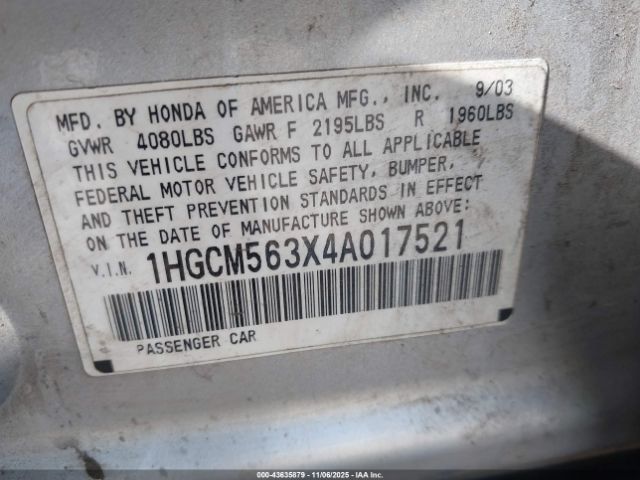 MFD. BY HONDA OF AMERICA MFG., INC. 9/03
GVWR 4080LBS GAWR F 2195LBS R 1960LBS
THIS VEHICLE CONFORMS TO ALL APPLICABLE
FEDERAL MOTOR VEHICLE SAFETY, BUMPER,
AND THEFT PREVENTION STANDARDS IN EFFECT
ON THE DATE OF MANUFACTURE SHOWN ABOVE:
V.I.N. 1HGCM563X4A017521
PASSENGER CAR
IAA 43635879 11/06/2025 IAAI.COM